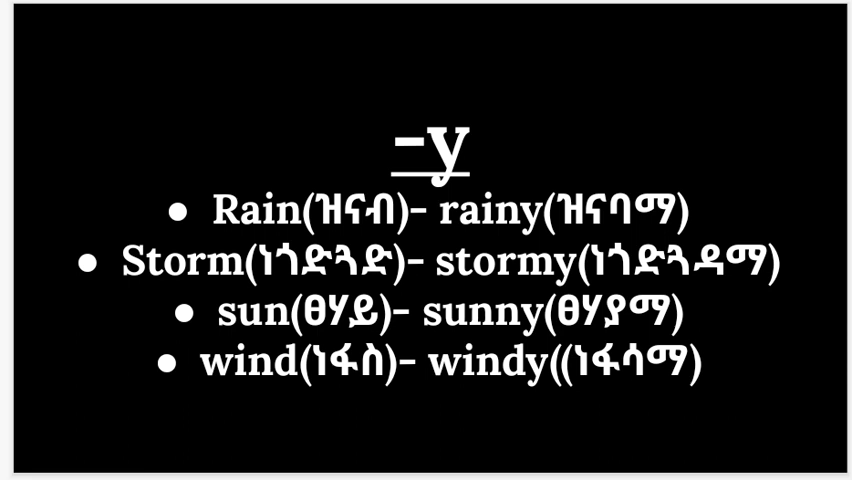 -y
● Rain(ዝናብ)- rainy(ዝናባማ)
● Storm(ነጎድጓድ)- stormy(ነጎድጓዳማ)
● sun(ፀሃይ)- sunny(ፀሃያማ)
● wind(ነፋስ)- windy((ነፋሳማ)